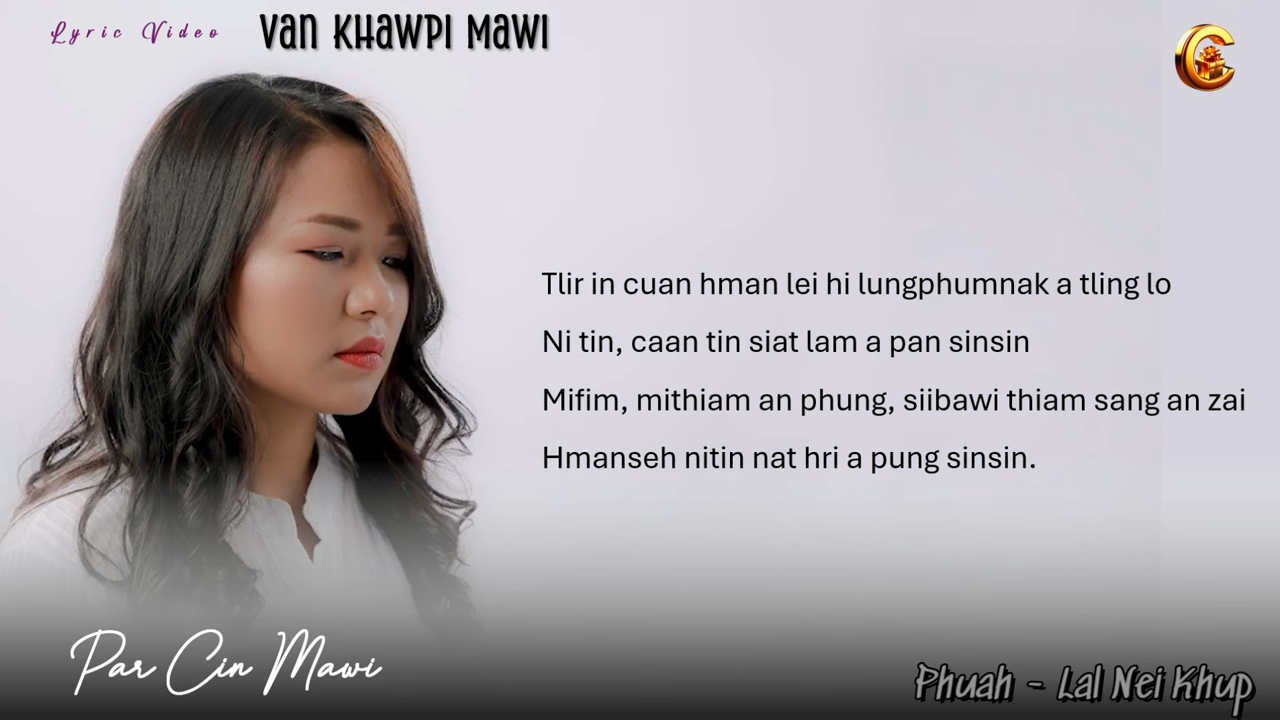 Lyric Video
Van Khawpi Mawi
Tlir in cuan hman lei hi lungphumnak a tling lo
Ni tin, caan tin siat lam a pan sinsin
Mifim, mithiam an phung, siibawi thiam sang an zai
Hmanseh nitin nat hri a pung sinsin.
Par Cin Mawi
Phuah - Lal Nei Khup